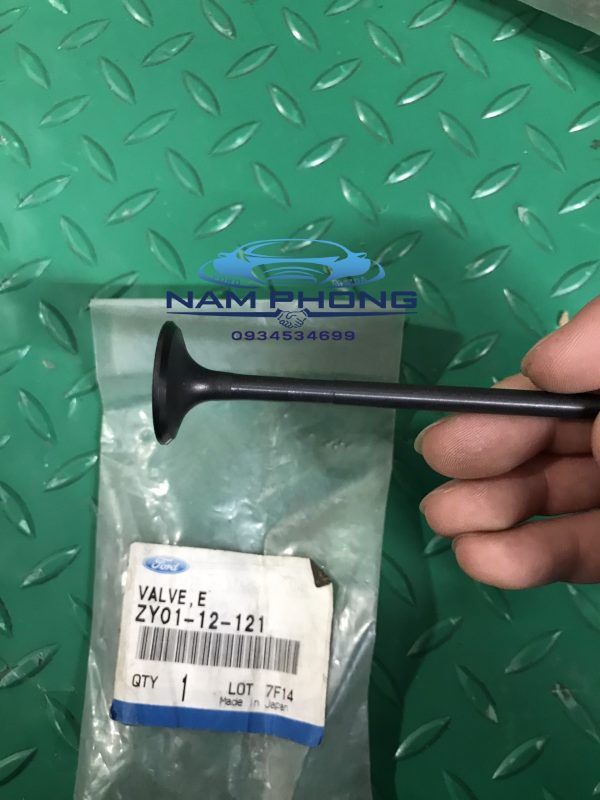 NAM PHONG
0934534699
Ford
VALVE,E
ZY01-12-121
QTY 1 LOT 7F14
Made in Japan